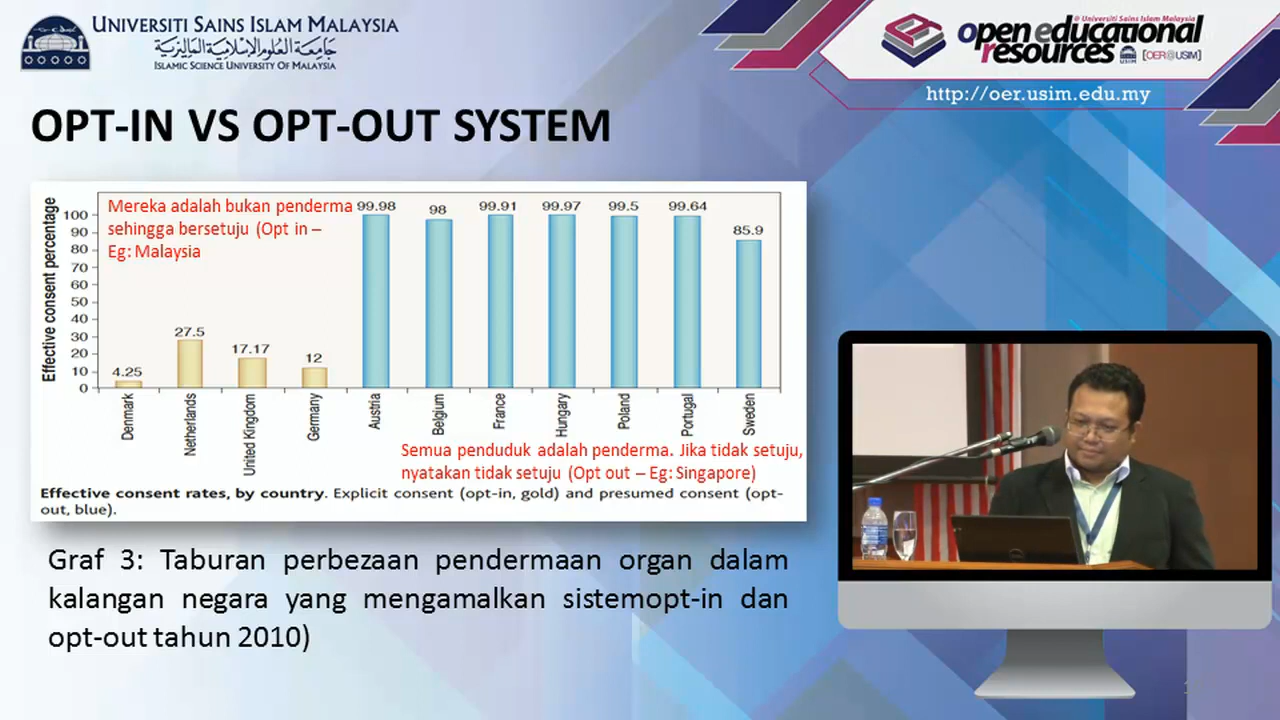 UNIVERSITI SAINS ISLAM MALAYSIA
جامعة العلوم الإسلامية الماليزية
ISLAMIC SCIENCE UNIVERSITY OF MALAYSIA
@ Universiti Sains Islam Malaysia
open educational
resources
USIM
[OER@USIM]
http://oer.usim.edu.my
OPT-IN VS OPT-OUT SYSTEM
Effective consent percentage
100
90
80
70
60
50
40
30
20
10
0
Mereka adalah bukan penderma
sehingga bersetuju (Opt in –
Eg: Malaysia
4.25
27.5
17.17
12
99.98
98
99.91
99.97
99.5
99.64
85.9
Denmark
Netherlands
United Kingdom
Germany
Austria
Belgium
France
Hungary
Poland
Portugal
Sweden
Semua penduduk adalah penderma. Jika tidak setuju,
nyatakan tidak setuju (Opt out – Eg: Singapore)
Effective consent rates, by country. Explicit consent (opt-in, gold) and presumed consent (opt-
out, blue).
Graf 3: Taburan perbezaan pendermaan organ dalam
kalangan negara yang mengamalkan sistemopt-in dan
opt-out tahun 2010)